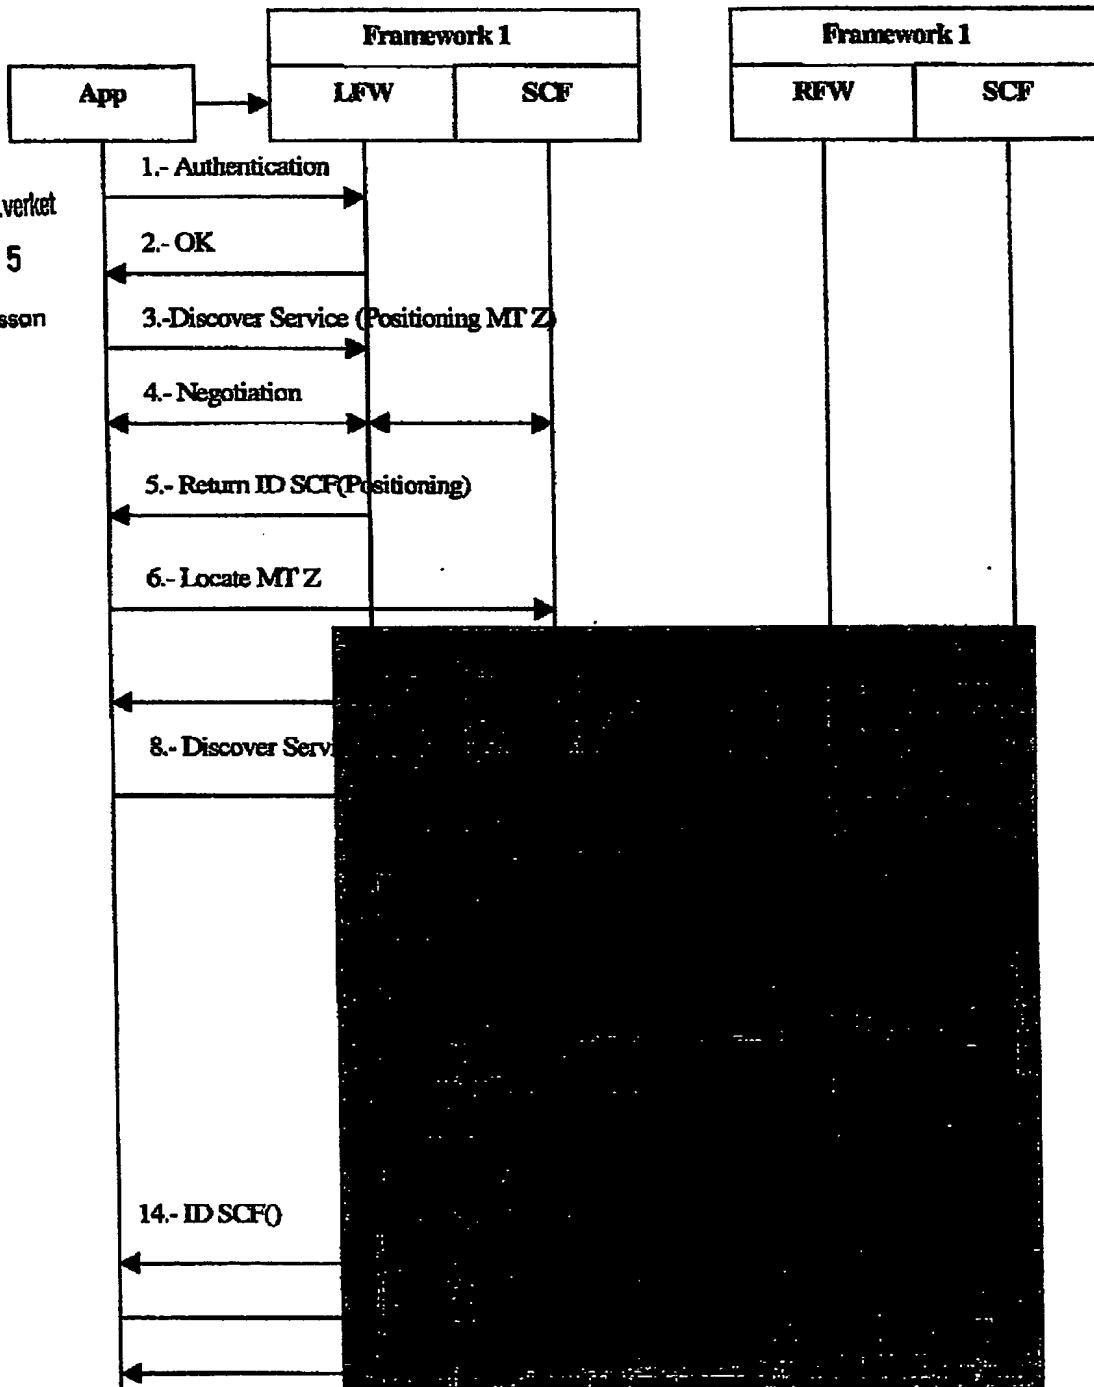 Framework 1
Framework 1
App
LFW
SCF
RFW
SCF
1.- Authentication
2.- OK
5
3.-Discover Service (Positioning MT Z)
4.- Negotiation
5.- Return ID SCF(Positioning)
6.- Locate MT Z
8.- Discover
14.- ID SCF()